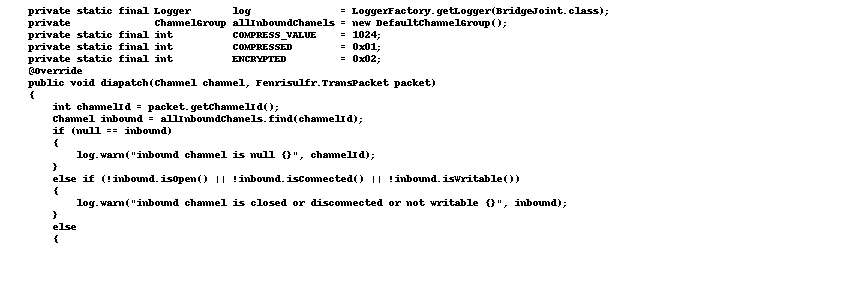 private static final Logger       log               = LoggerFactory.getLogger(BridgeJoint.class);
private              ChannelGroup allInboundChanels = new DefaultChannelGroup();
private static final int          COMPRESS_VALUE    = 1024;
private static final int          COMPRESSED        = 0x01;
private static final int          ENCRYPTED         = 0x02;
@Override
public void diapatch(Channel channel, Fenrisulfr.TransPacket packet)
{
    int channelId = packet.getChannelId();
    Channel inbound = allInboundChanels.find(channelId);
    if (null == inbound)
    {
        log.warn("inbound channel is null {}", channelId);
    }
    else if (!inbound.isOpen() || !inbound.isConnected() || !inbound.isWritable())
    {
        log.warn("inbound channel is closed or disconnected or not writable {}", inbound);
    }
    else
    {